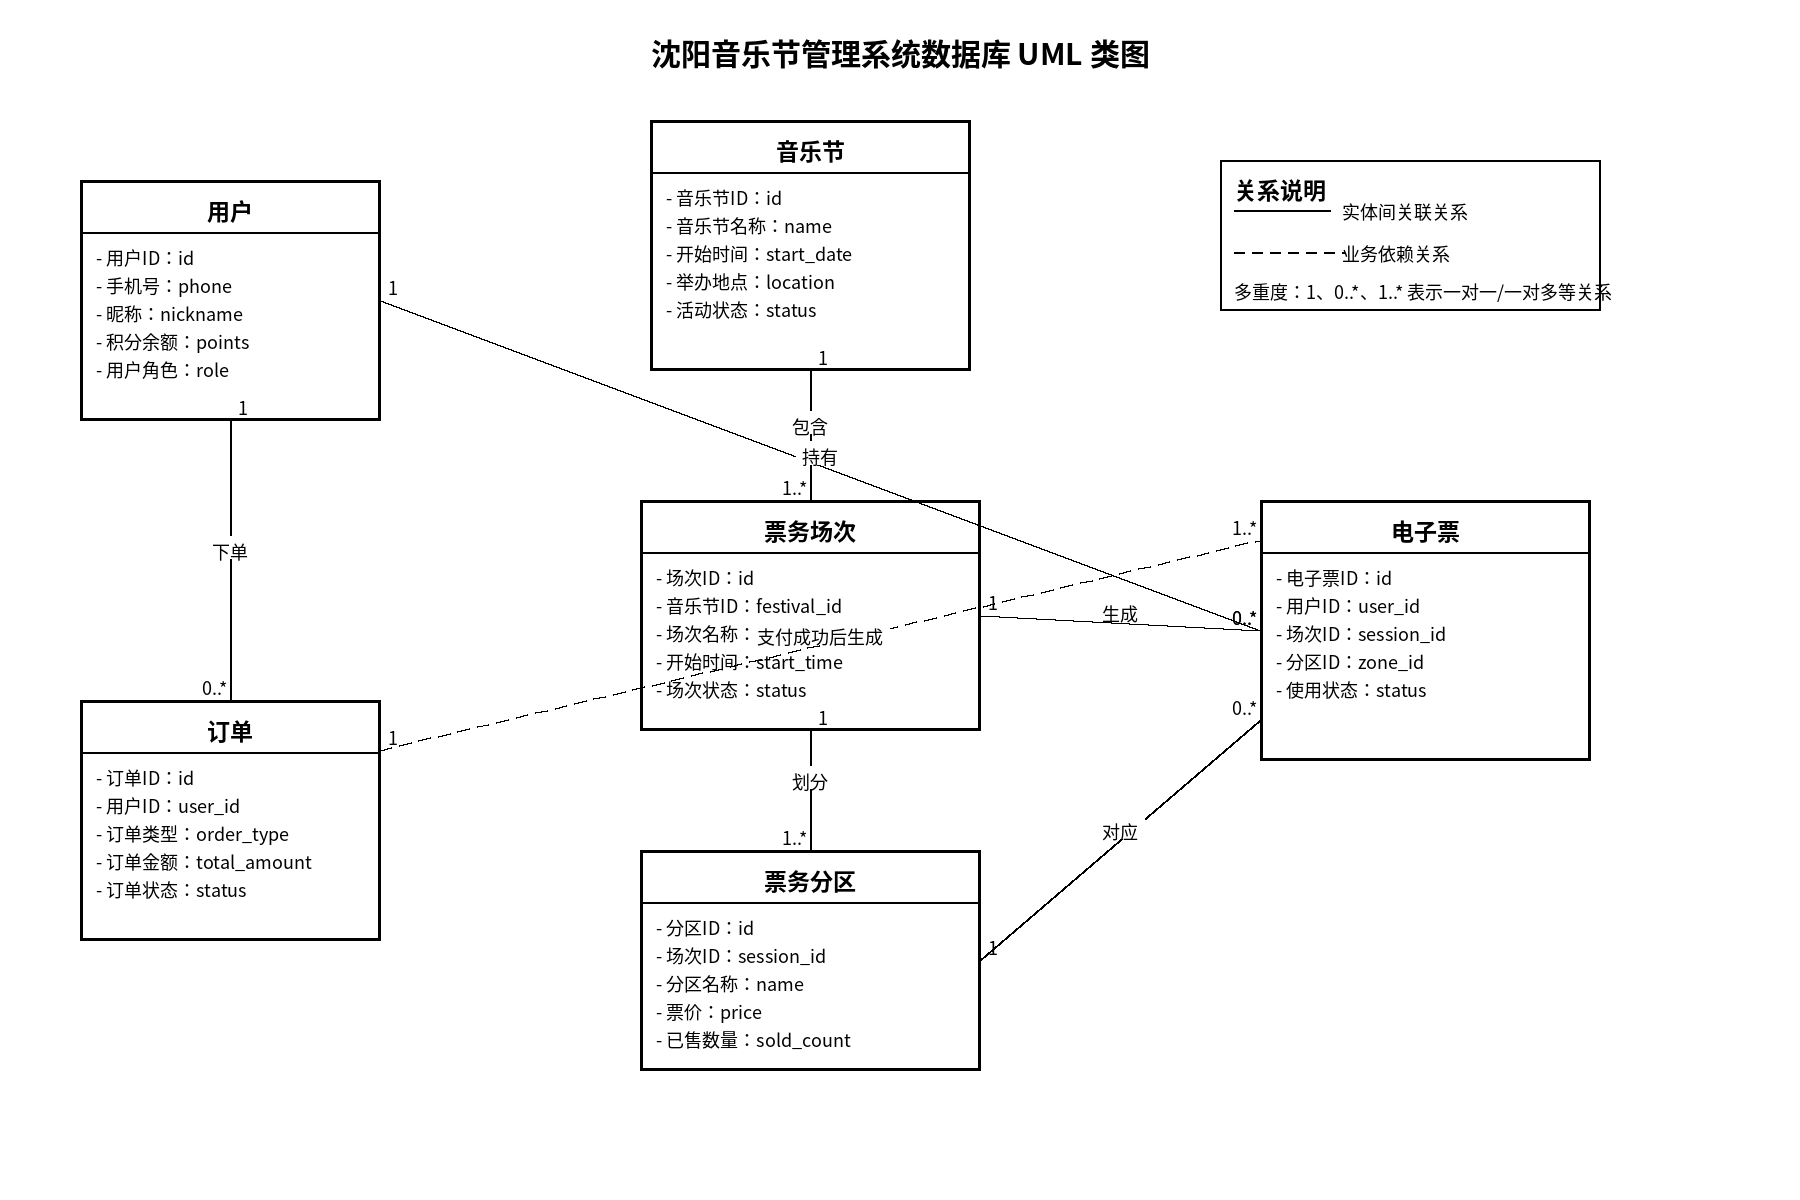 沈阳音乐节管理系统数据库 UML 类图
音乐节
- 音乐节ID：id
- 音乐节名称：name
- 开始时间：start_date
- 举办地点：location
- 活动状态：status
1
关系说明
实体间关联关系
业务依赖关系
多重度：1、0..*、1..* 表示一对一/一对多等关系
用户
- 用户ID：id
- 手机号：phone
- 昵称：nickname
- 积分余额：points
- 用户角色：role
1
1
包含
持有
1..*
下单
0..*
票务场次
- 场次ID：id
- 音乐节ID：festival_id
- 场次名称：
支付成功后生成
- 开始时间：start_time
- 场次状态：status
1
1
生成
1..*
0..*
0..*
电子票
- 电子票ID：id
- 用户ID：user_id
- 场次ID：session_id
- 分区ID：zone_id
- 使用状态：status
订单
1
- 订单ID：id
- 用户ID：user_id
- 订单类型：order_type
- 订单金额：total_amount
- 订单状态：status
划分
1..*
对应
1
票务分区
- 分区ID：id
- 场次ID：session_id
- 分区名称：name
- 票价：price
- 已售数量：sold_count